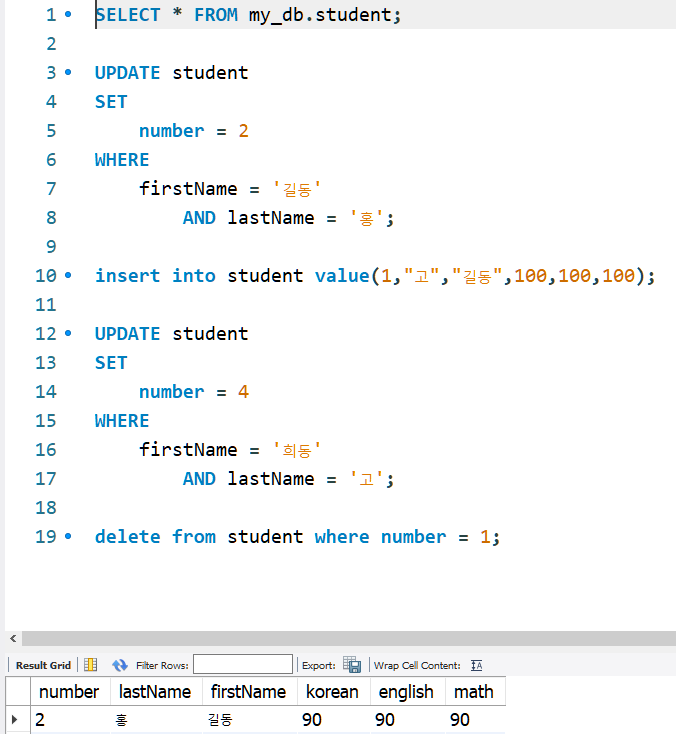 1 SELECT * FROM my_db.student;
2
3 UPDATE student
4 SET
5 number = 2
6 WHERE
7 firstName = '길동'
8 AND lastName = '홍';
9
10 insert into student value(1,"고","길동",100,100,100);
11
12 UPDATE student
13 SET
14 number = 4
15 WHERE
16 firstName = '희동'
17 AND lastName = '고';
18
19 delete from student where number = 1;
Result Grid Filter Rows: Export: Wrap Cell Content: IA
number lastName firstName korean english math
2 홍 길동 90 90 90